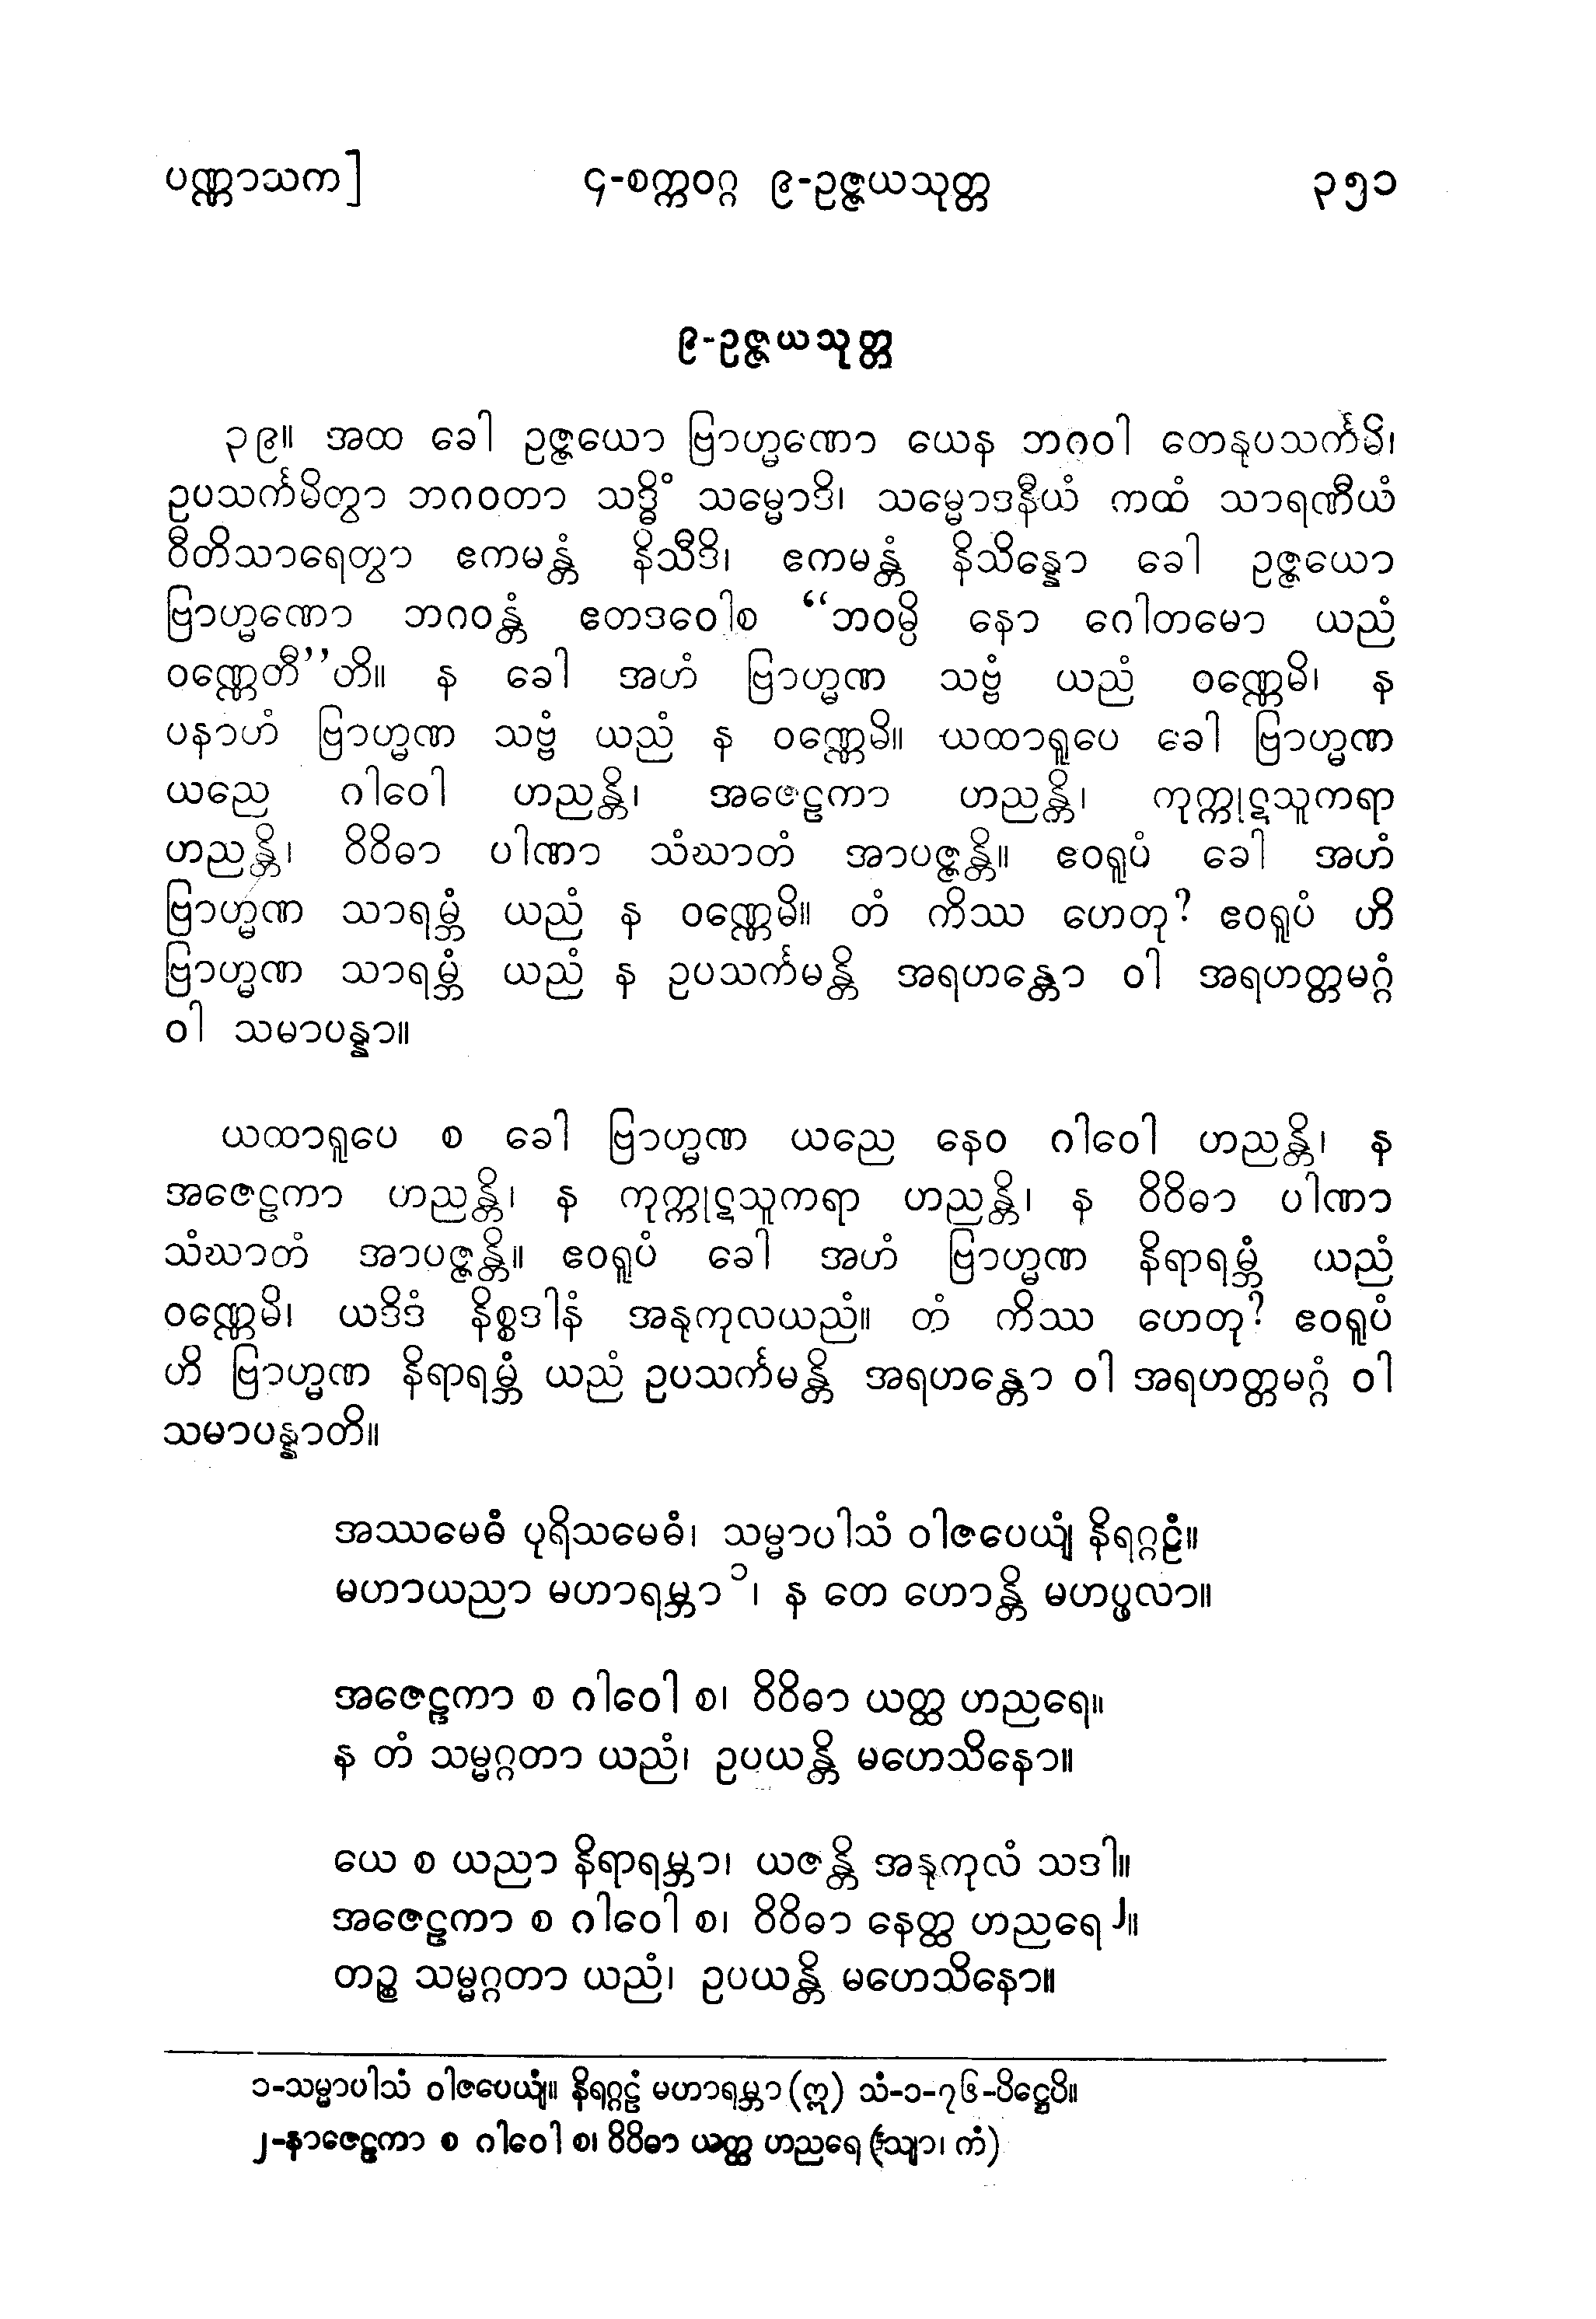 ပဏ္ဏာသက]
၄-စက္ကဝဂ္ဂ ၉-ဥဇ္ဇယသုတ္တ
၃၅၁
၉-ဥဇ္ဇယသုတ္တ
၃၉။ အထ ခေါ ဥဇ္ဇယော ဗြာဟ္မဏော ယေန ဘဂဝါ တေနုပသင်္ကမိ၊
ဥပသင်္ကမိတွာ ဘဂဝတာ သဒ္ဓိံ သမ္မောဒိ၊ သမ္မောဒနီယံ ကထံ သာရဏီယံ
ဝီတိသာရေတွာ ဧကမန္တံ နိသီဒိ၊ ဧကမန္တံ နိသိန္နော ခေါ ဥဇ္ဇယော
ဗြာဟ္မဏော ဘဂဝန္တံ ဧတဒဝေါစ “ဘဝမ္ပိ နော ဂေါတမော ယညံ
ဝဏ္ဏေတီ”တိ။ န ခေါ အဟံ ဗြာဟ္မဏ သဗ္ဗံ ယညံ ဝဏ္ဏေမိ၊ န
ပနာဟံ ဗြာဟ္မဏ သဗ္ဗံ ယညံ န ဝဏ္ဏေမိ။ ယထာရူပေ ခေါ ဗြာဟ္မဏ
ယညေ ဂါဝေါ ဟညန္တိ၊ အဇေဠကာ ဟညန္တိ၊ ကုက္ကုဋသူကရာ
ဟညန္တိ၊ ဝိဝိဓာ ပါဏာ သံဃာတံ အာပဇ္ဇန္တိ။ ဧဝရူပံ ခေါ အဟံ
ဗြာဟ္မဏ သာရမ္ဘံ ယညံ န ဝဏ္ဏေမိ။ တံ ကိဿ ဟေတု? ဧဝရူပံ ဟိ
ဗြာဟ္မဏ သာရမ္ဘံ ယညံ န ဥပသင်္ကမန္တိ အရဟန္တော ဝါ အရဟတ္တမဂ္ဂံ
ဝါ သမာပန္နာ။
ယထာရူပေ စ ခေါ ဗြာဟ္မဏ ယညေ နေဝ ဂါဝေါ ဟညန္တိ၊ န
အဇေဠကာ ဟညန္တိ၊ န ကုက္ကုဋသူကရာ ဟညန္တိ၊ န ဝိဝိဓာ ပါဏာ
သံဃာတံ အာပဇ္ဇန္တိ။ ဧဝရူပံ ခေါ အဟံ ဗြာဟ္မဏ နိရာရမ္ဘံ ယညံ
ဝဏ္ဏေမိ၊ ယဒိဒံ နိစ္စဒါနံ အနုကုလယညံ။ တံ ကိဿ ဟေတု? ဧဝရူပံ
ဟိ ဗြာဟ္မဏ နိရာရမ္ဘံ ယညံ ဥပသင်္ကမန္တိ အရဟန္တော ဝါ အရဟတ္တမဂ္ဂံ ဝါ
သမာပန္နာတိ။
အဿမေဓံ ပုရိသမေဓံ၊ သမ္မာပါသံ ဝါဇပေယျံ နိရဂ္ဂဠံ။
မဟာယညာ မဟာရမ္ဘာ ၁၊ န တေ ဟောန္တိ မဟပ္ဖလာ။
အဇေဠကာ စ ဂါဝေါ စ၊ ဝိဝိဓာ ယတ္ထ ဟညရေ။
န တံ သမ္မဂ္ဂတာ ယညံ၊ ဥပယန္တိ မဟေသိနော။
ယေ စ ယညာ နိရာရမ္ဘာ၊ ယဇန္တိ အနုကုလံ သဒါ။
အဇေဠကာ စ ဂါဝေါ စ၊ ဝိဝိဓာ နေတ္ထ ဟညရေ ၂။
တဉ္စ သမ္မဂ္ဂတာ ယညံ၊ ဥပယန္တိ မဟေသိနော။
၁-သမ္မာပါသံ ဝါဇပေယျံ။ နိရဂ္ဂဠံ မဟာရမ္ဘာ (ဣ) သံ-၁-၇၆-ပိဋ္ဌေပိ။
၂-နာဇေဠကာ စ ဂါဝေါ စ၊ ဝိဝိဓာ ယတ္ထ ဟညရေ (သျာ၊ ကံ)